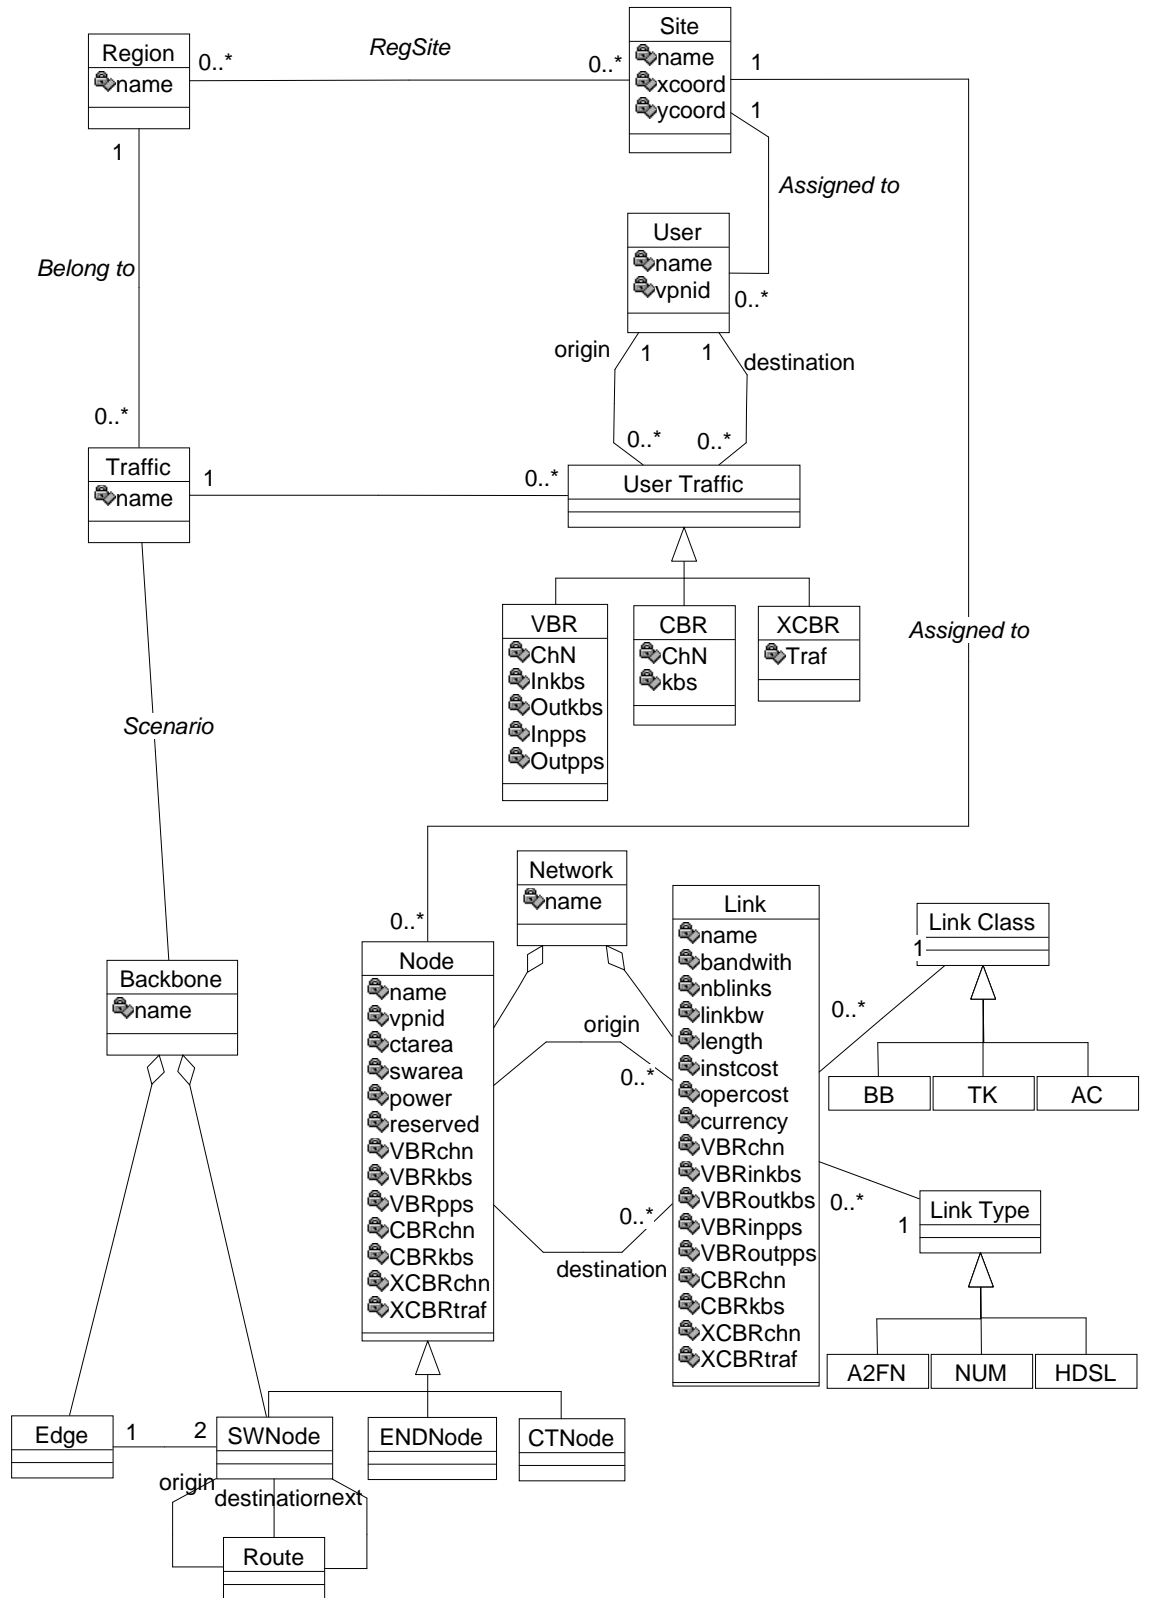 Region
name
0..*
RegSite
0..*
Site
name
xcoord
ycoord
1
1
Assigned to
1
Belong to
0..*
User
name
vpnid
0..*
origin
1
1
destination
0..*
0..*
Traffic
name
1
0..*
User Traffic
VBR
ChN
Inkbs
Outkbs
Inpps
Outpps
CBR
ChN
kbs
XCBR
Traf
Assigned to
Scenario
0..*
Network
name
Node
name
vpnid
ctarea
swarea
power
reserved
VBRchn
VBRkbs
VBRpps
CBRchn
CBRkbs
XCBRchn
XCBRtraf
origin
0..*
0..*
destination
Link
name
bandwith
nblinks
linkbw
length
instcost
opercost
currency
VBRchn
VBRinkbs
VBRoutkbs
VBRinpps
VBRoutpps
CBRchn
CBRkbs
XCBRchn
XCBRtraf
Link Class
1
0..*
BB
TK
AC
0..*
1
Link Type
A2FN
NUM
HDSL
Backbone
name
Edge
1
2
SWNode
ENDNode
CTNode
origin
destination
next
Route